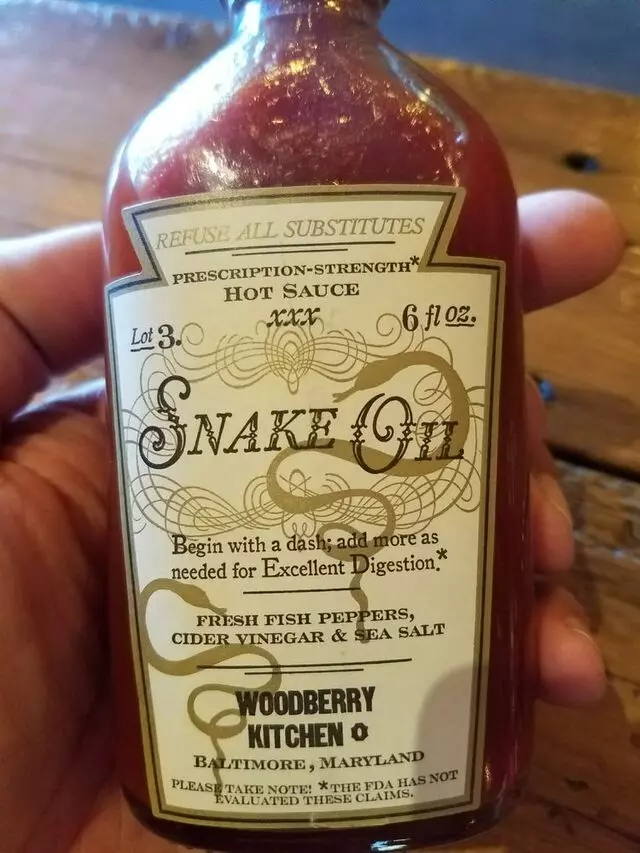 REFUSE ALL SUBSTITUTES
PRESCRIPTION-STRENGTH*
HOT SAUCE
xxx
Lot 3.
6 fl oz.
SNAKE OIL
Begin with a dash; add more as
needed for Excellent Digestion.*
FRESH FISH PEPPERS,
CIDER VINEGAR & SEA SALT
WOODBERRY
KITCHEN
BALTIMORE, MARYLAND
PLEASE TAKE NOTE! *THE FDA HAS NOT
EVALUATED THESE CLAIMS.